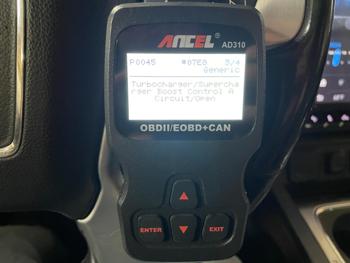 ANCEL AD310
P0045 $07E8 3/4
Generic
Turbocharger/Supercha
rger Boost Control A
Circuit/Open
OBDII/EOBD+CAN
ENTER EXIT